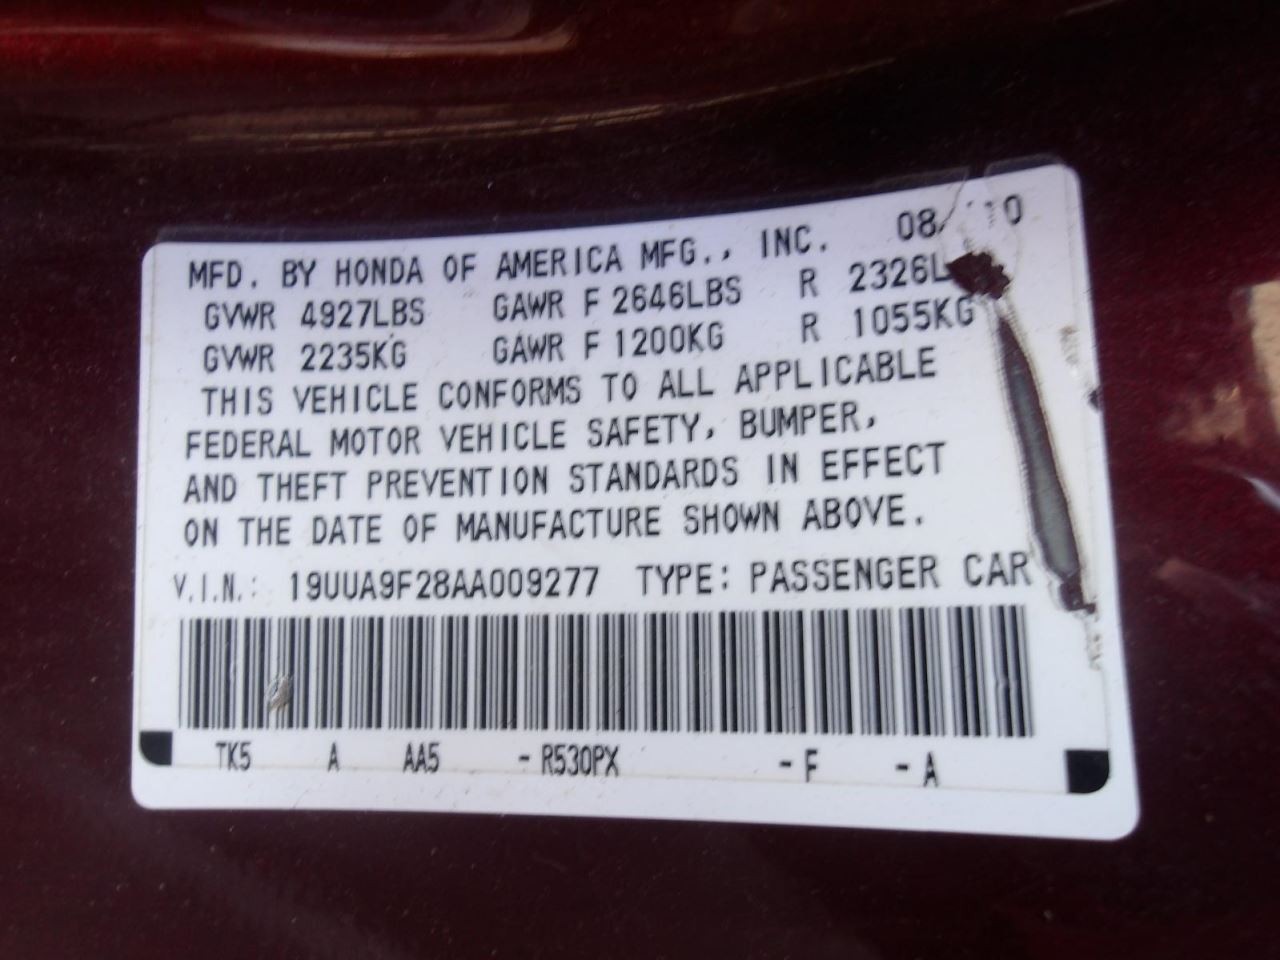 MFD. BY HONDA OF AMERICA MFG., INC. 08/
GVWR 4927LBS GAWR F 2646LBS R 2326L
GVWR 2235KG GAWR F 1200KG R 1055KG
THIS VEHICLE CONFORMS TO ALL APPLICABLE
FEDERAL MOTOR VEHICLE SAFETY, BUMPER,
AND THEFT PREVENTION STANDARDS IN EFFECT
ON THE DATE OF MANUFACTURE SHOWN ABOVE.
V.I.N.: 19UUA9F28AA009277 TYPE: PASSENGER CAR
TK5 A AA5 - R530PX - F - A